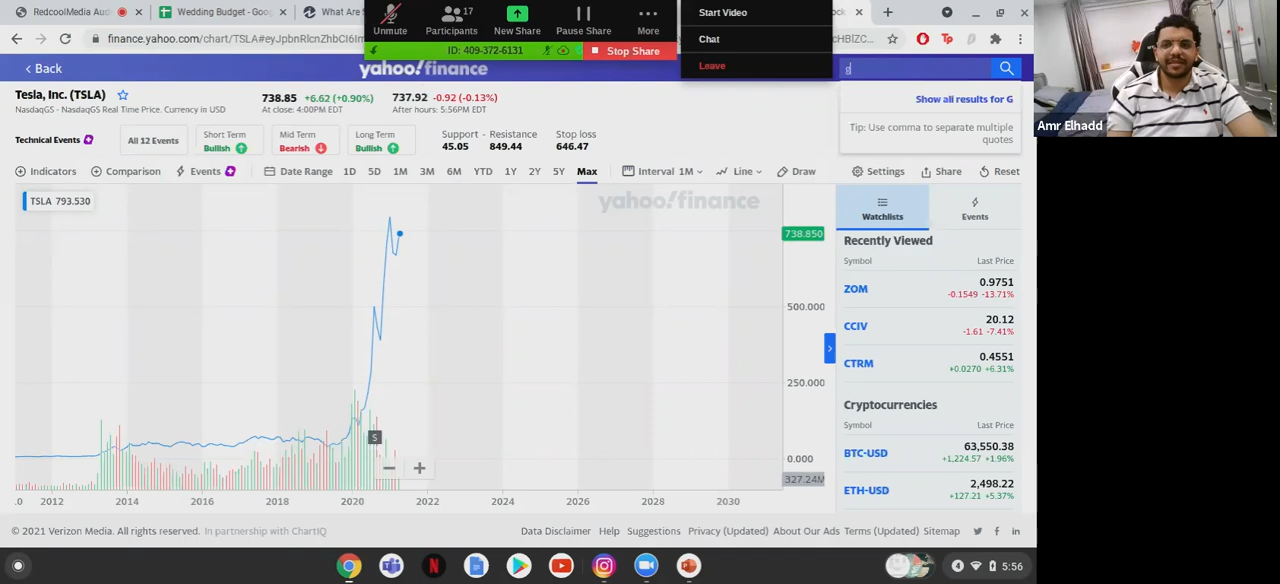 RedcoolMedia Aud
Wedding Budget - Goog
What Are
ock
Unmute
Participants
17
New Share
Pause Share
More
Start Video
Chat
Leave
ID: 409-372-6131
Stop Share
Back
yahoo!finance
g
Show all results for G
Tip: Use comma to separate multiple
quotes
Amr Elhadd
Tesla, Inc. (TSLA)
NasdaqGS - NasdaqGS Real Time Price. Currency in USD
738.85 +6.62 (+0.90%)
At close: 4:00PM EDT
737.92 -0.92 (-0.13%)
After hours: 5:56PM EDT
Technical Events
All 12 Events
Short Term
Bullish
Mid Term
Bearish
Long Term
Bullish
Support - Resistance
45.05 849.44
Stop loss
646.47
Indicators
Comparison
Events
Date Range
1D 5D 1M 3M 6M YTD 1Y 2Y 5Y Max
Interval 1M
Line
Draw
Settings
Share
Reset
TSLA 793.530
yahoo!finance
738.850
500.000
250.000
0.000
327.24M
S
.0 2012 2014 2016 2018 2020 2022 2024 2026 2028 2030
Watchlists
Events
Recently Viewed
Symbol Last Price
ZOM 0.9751
-0.1549 -13.71%
CCIV 20.12
-1.61 -7.41%
CTRM 0.4551
+0.0270 +6.31%
Cryptocurrencies
Symbol Last Price
BTC-USD 63,550.38
+1,224.57 +1.96%
ETH-USD 2,498.22
+127.21 +5.37%
© 2021 Verizon Media. All rights reserved. In partnership with ChartIQ
Data Disclaimer Help Suggestions Privacy (Updated) About Our Ads Terms (Updated) Sitemap
5:56